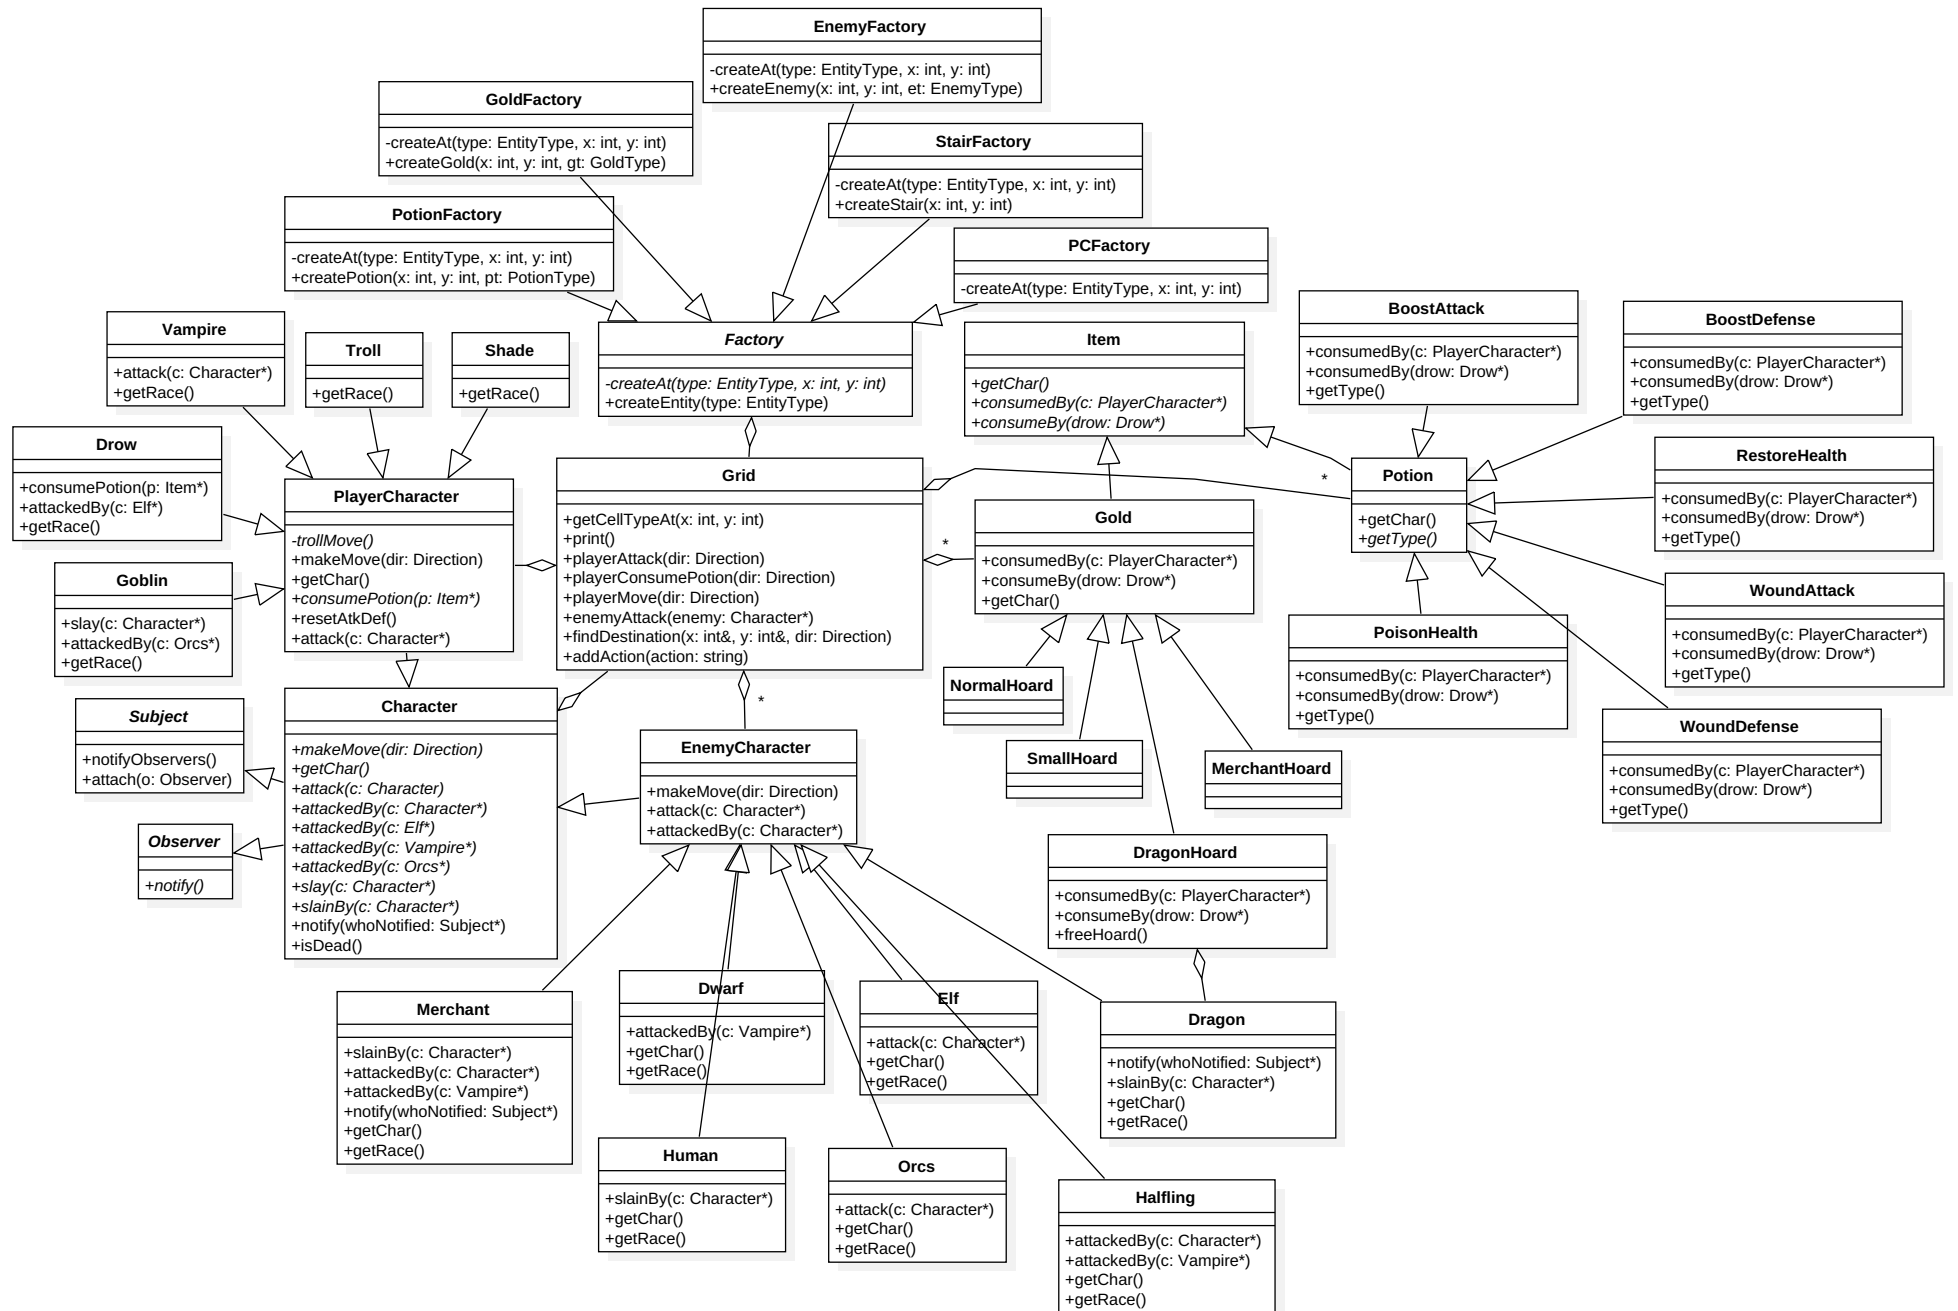 EnemyFactory
-createAt(type: EntityType, x: int, y: int)
+createEnemy(x: int, y: int, et: EnemyType)
GoldFactory
-createAt(type: EntityType, x: int, y: int)
+createGold(x: int, y: int, gt: GoldType)
StairFactory
-createAt(type: EntityType, x: int, y: int)
+createStair(x: int, y: int)
PotionFactory
-createAt(type: EntityType, x: int, y: int)
+createPotion(x: int, y: int, pt: PotionType)
PCFactory
-createAt(type: EntityType, x: int, y: int)
Vampire
+attack(c: Character*)
+getRace()
Troll
+getRace()
Shade
+getRace()
Factory
-createAt(type: EntityType, x: int, y: int)
+createEntity(type: EntityType)
Item
+getChar()
+consumedBy(c: PlayerCharacter*)
+consumeBy(drow: Drow*)
BoostAttack
+consumedBy(c: PlayerCharacter*)
+consumedBy(drow: Drow*)
+getType()
BoostDefense
+consumedBy(c: PlayerCharacter*)
+consumedBy(drow: Drow*)
+getType()
Drow
+consumePotion(p: Item*)
+attackedBy(c: Elf*)
+getRace()
PlayerCharacter
-trollMove()
+makeMove(dir: Direction)
+getChar()
+consumePotion(p: Item*)
+resetAtkDef()
+attack(c: Character*)
Grid
+getCellTypeAt(x: int, y: int)
+print()
+playerAttack(dir: Direction)
+playerConsumePotion(dir: Direction)
+playerMove(dir: Direction)
+enemyAttack(enemy: Character*)
+findDestination(x: int&, y: int&, dir: Direction)
+addAction(action: string)
*
*
*
Potion
+getChar()
+getType()
RestoreHealth
+consumedBy(c: PlayerCharacter*)
+consumedBy(drow: Drow*)
+getType()
Gold
+consumedBy(c: PlayerCharacter*)
+consumeBy(drow: Drow*)
+getChar()
Goblin
+slay(c: Character*)
+attackedBy(c: Orcs*)
+getRace()
WoundAttack
+consumedBy(c: PlayerCharacter*)
+consumedBy(drow: Drow*)
+getType()
PoisonHealth
+consumedBy(c: PlayerCharacter*)
+consumedBy(drow: Drow*)
+getType()
NormalHoard
SmallHoard
MerchantHoard
WoundDefense
+consumedBy(c: PlayerCharacter*)
+consumedBy(drow: Drow*)
+getType()
Subject
+notifyObservers()
+attach(o: Observer)
Character
+makeMove(dir: Direction)
+getChar()
+attack(c: Character)
+attackedBy(c: Character*)
+attackedBy(c: Elf*)
+attackedBy(c: Vampire*)
+attackedBy(c: Orcs*)
+slay(c: Character*)
+slainBy(c: Character*)
+notify(whoNotified: Subject*)
+isDead()
EnemyCharacter
+makeMove(dir: Direction)
+attack(c: Character*)
+attackedBy(c: Character*)
Observer
+notify()
DragonHoard
+consumedBy(c: PlayerCharacter*)
+consumeBy(drow: Drow*)
+freeHoard()
Merchant
+slainBy(c: Character*)
+attackedBy(c: Character*)
+attackedBy(c: Vampire*)
+notify(whoNotified: Subject*)
+getChar()
+getRace()
Dwarf
+attackedBy(c: Vampire*)
+getChar()
+getRace()
Elf
+attack(c: Character*)
+getChar()
+getRace()
Dragon
+notify(whoNotified: Subject*)
+slainBy(c: Character*)
+getChar()
+getRace()
Human
+slainBy(c: Character*)
+getChar()
+getRace()
Orcs
+attack(c: Character*)
+getChar()
+getRace()
Halfling
+attackedBy(c: Character*)
+attackedBy(c: Vampire*)
+getChar()
+getRace()